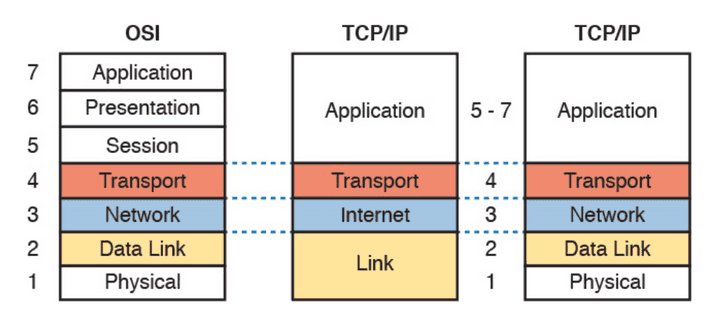 OSI TCP/IP TCP/IP
7 Application
6 Presentation Application 5 - 7 Application
5 Session
4 Transport Transport 4 Transport
3 Network Internet 3 Network
2 Data Link Link 2 Data Link
1 Physical 1 Physical